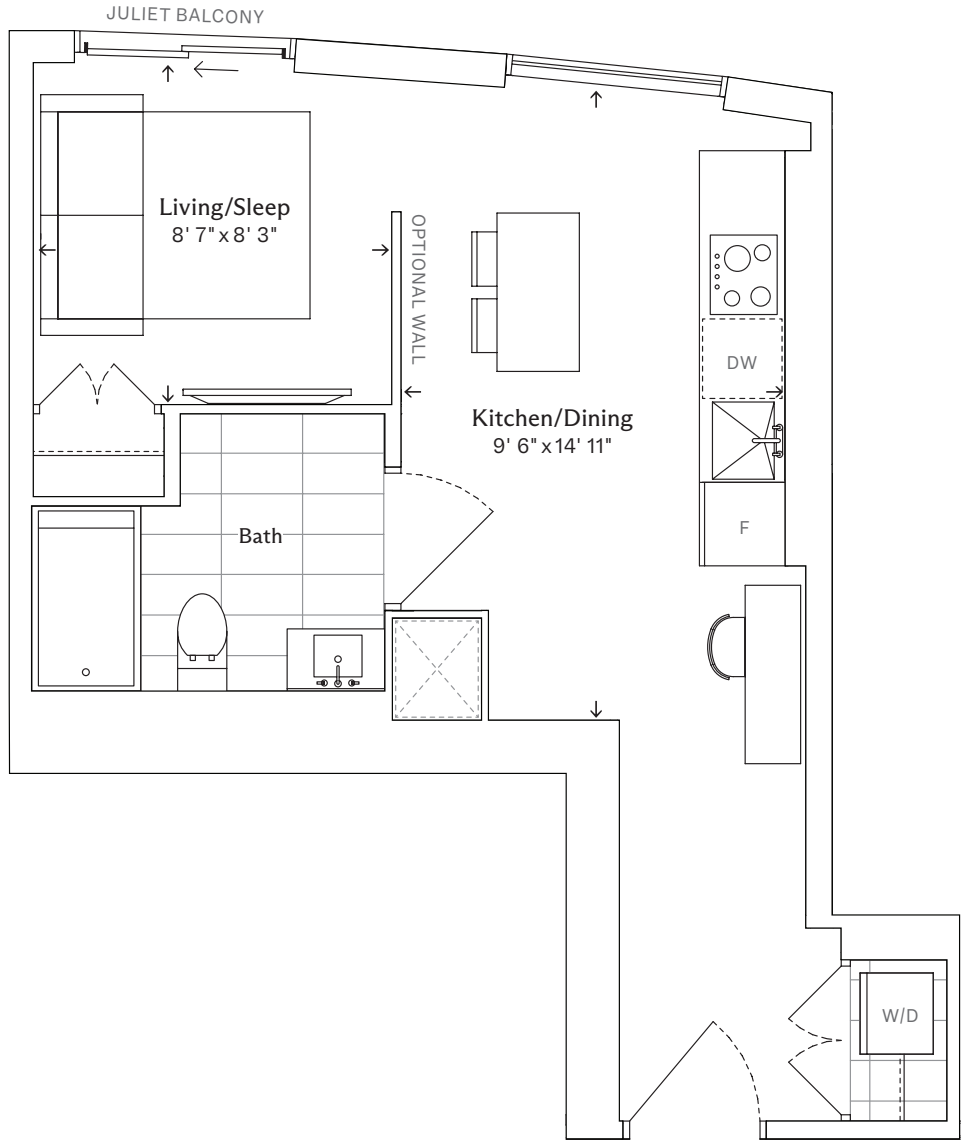 JULIET BALCONY
Living/Sleep
8' 7" x 8' 3"
OPTIONAL WALL
DW
Kitchen/Dining
9' 6" x 14' 11"
F
Bath
W/D